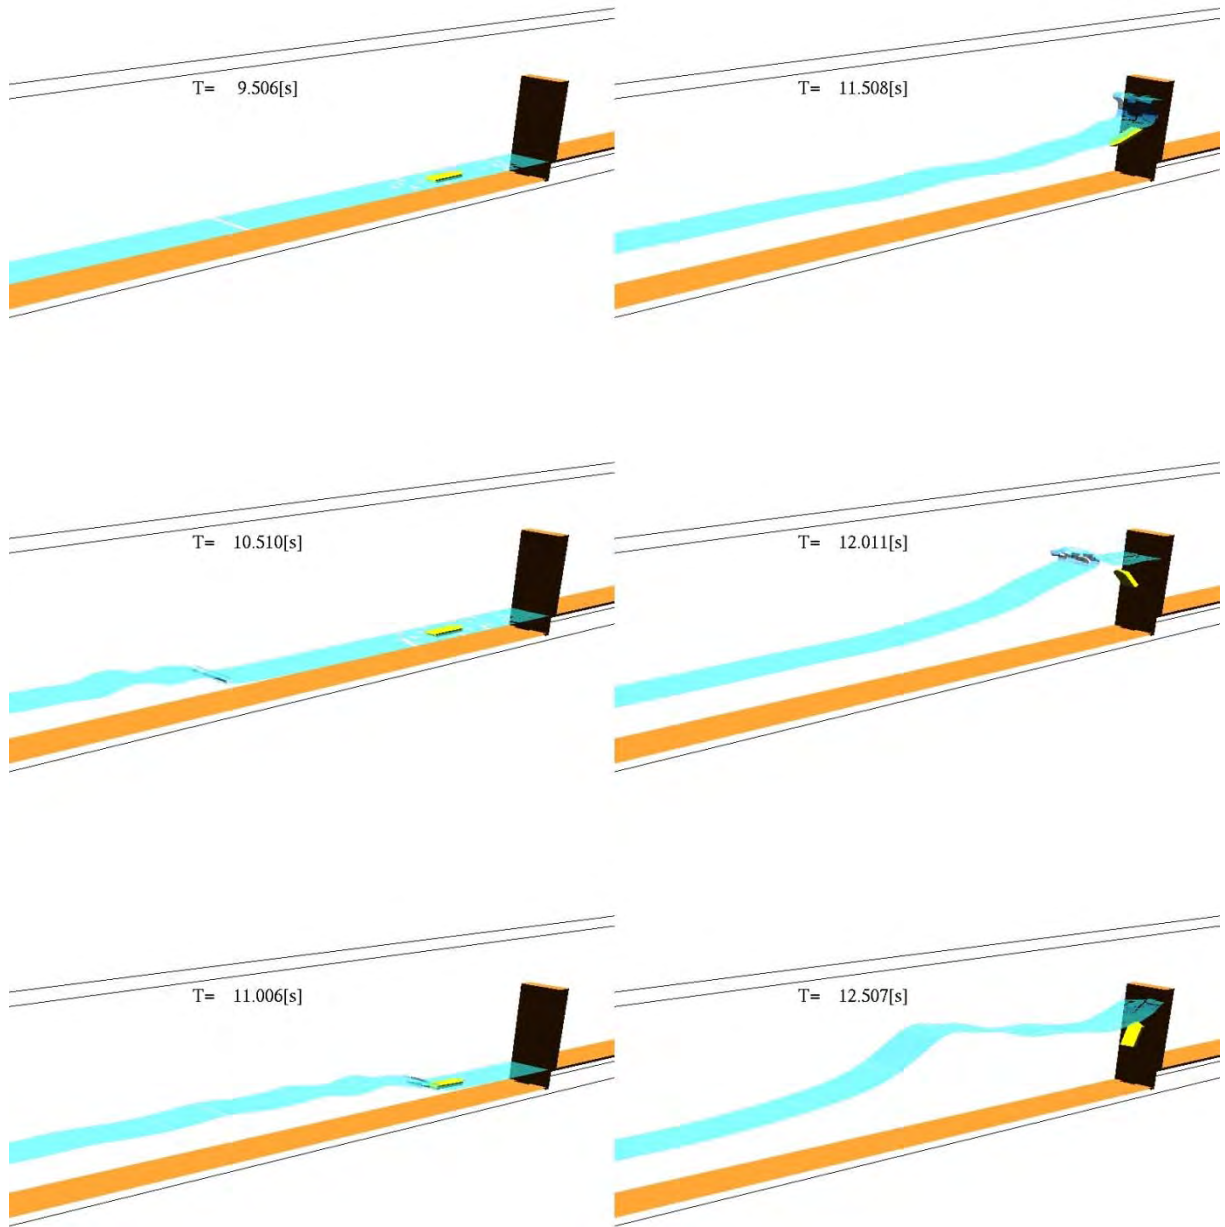 T= 9.506[s]
T= 11.508[s]
T= 10.510[s]
T= 12.011[s]
T= 11.006[s]
T= 12.507[s]